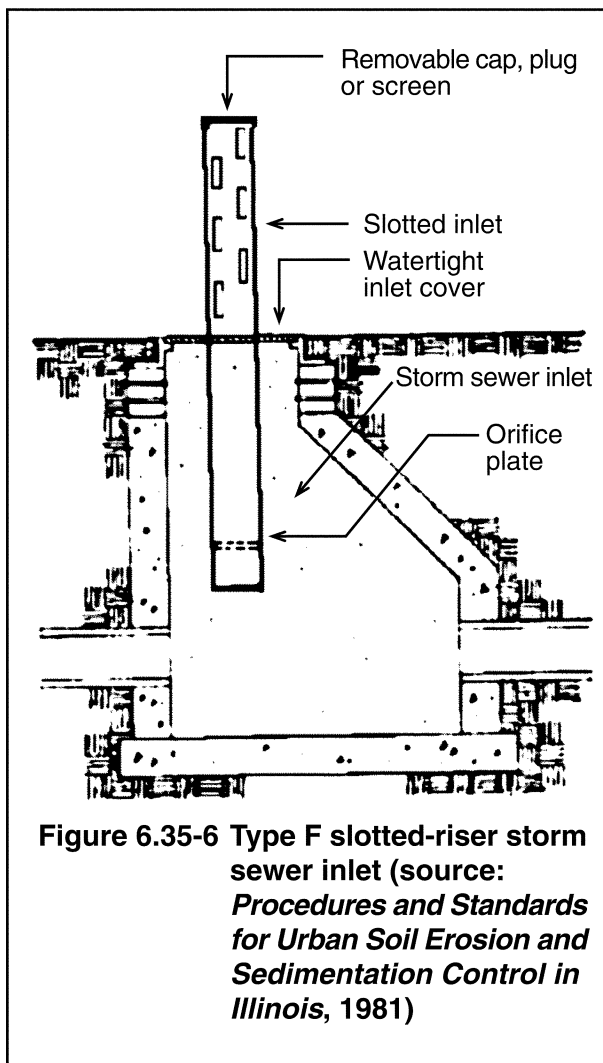 Removable cap, plug
or screen
Slotted inlet
Watertight
inlet cover
Storm sewer inlet
Orifice
plate
Figure 6.35-6 Type F slotted-riser storm
sewer inlet (source:
Procedures and Standards
for Urban Soil Erosion and
Sedimentation Control in
Illinois, 1981)